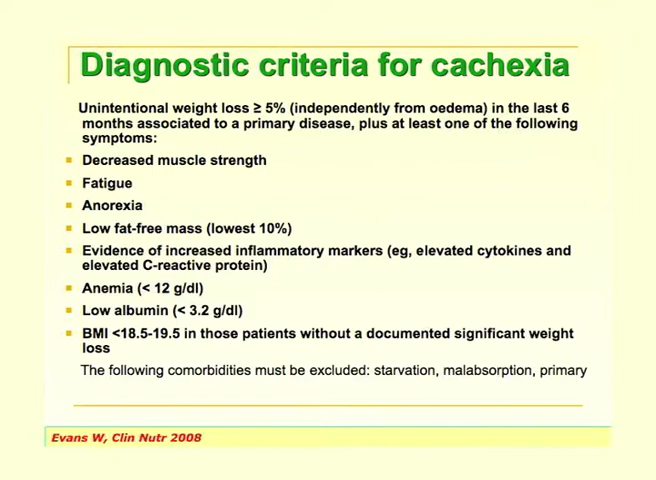 Diagnostic criteria for cachexia
Unintentional weight loss ≥ 5% (independently from oedema) in the last 6
months associated to a primary disease, plus at least one of the following
symptoms:
Decreased muscle strength
Fatigue
Anorexia
Low fat-free mass (lowest 10%)
Evidence of increased inflammatory markers (eg, elevated cytokines and
elevated C-reactive protein)
Anemia (< 12 g/dl)
Low albumin (< 3.2 g/dl)
BMI <18.5-19.5 in those patients without a documented significant weight
loss
The following comorbidities must be excluded: starvation, malabsorption, primary
Evans W, Clin Nutr 2008